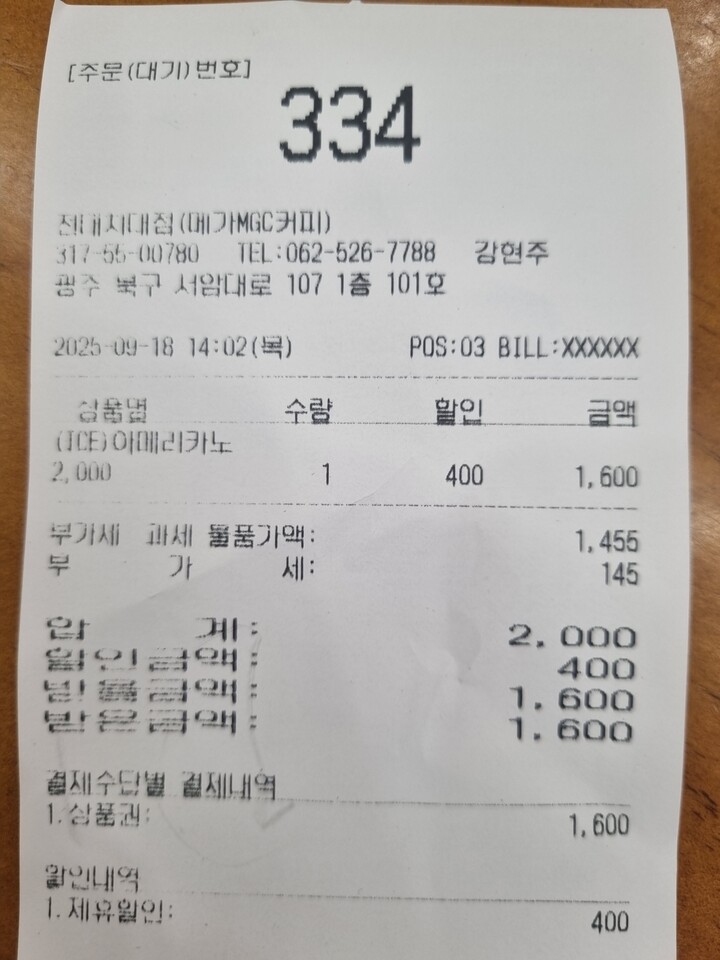 [주문(대기)번호]
334
전대치대점(메가MGC커피)
317-55-00780 TEL:062-526-7788 강현주
광주 북구 서암대로 107 1층 101호
2025-09-18 14:02(목) POS:03 BILL:XXXXXX
상품명 수량 할인 금액
(ICE)아메리카노
2,000 1 400 1,600
부가세 과세 물품가액: 1,455
부 가 세: 145
합 계: 2,000
할인금액: 400
받을금액: 1,600
받은금액: 1,600
결제수단별 결제내역
1.상품권: 1,600
할인내역
1.제휴할인: 400